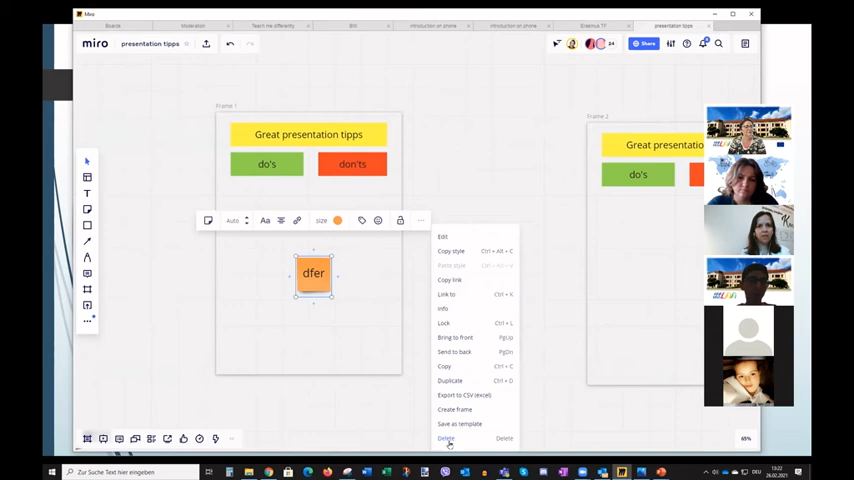 Miro
Boards
Moderation
Teach me differently
BW
introduction on phone
introduction on phone
Erasmus TF
presentation tipps
miro
presentation tipps
24
Share
Frame 1
Great presentation tipps
do's
don'ts
Frame 2
Great presentatio
do's
Auto
Aa
size
dfer
Edit
Copy style Ctrl + Alt + C
Paste style Ctrl + Alt + V
Copy link
Link to Ctrl + K
Info
Lock Ctrl + L
Bring to front PgUp
Send to back PgDn
Copy Ctrl + C
Duplicate Ctrl + D
Export to CSV (excel)
Create frame
Save as template
Delete Delete
65%
Zur Suche Text hier eingeben
DEU
13:22
26.02.2021